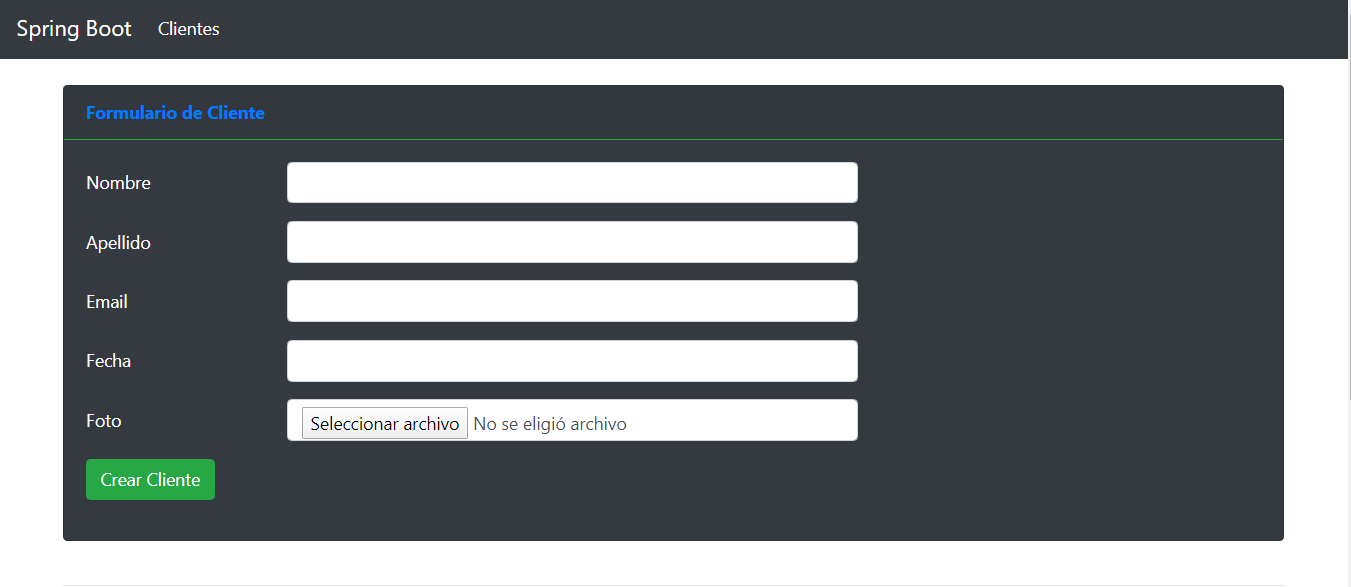 Spring Boot Clientes
Formulario de Cliente
Nombre
Apellido
Email
Fecha
Foto Seleccionar archivo No se eligió archivo
Crear Cliente